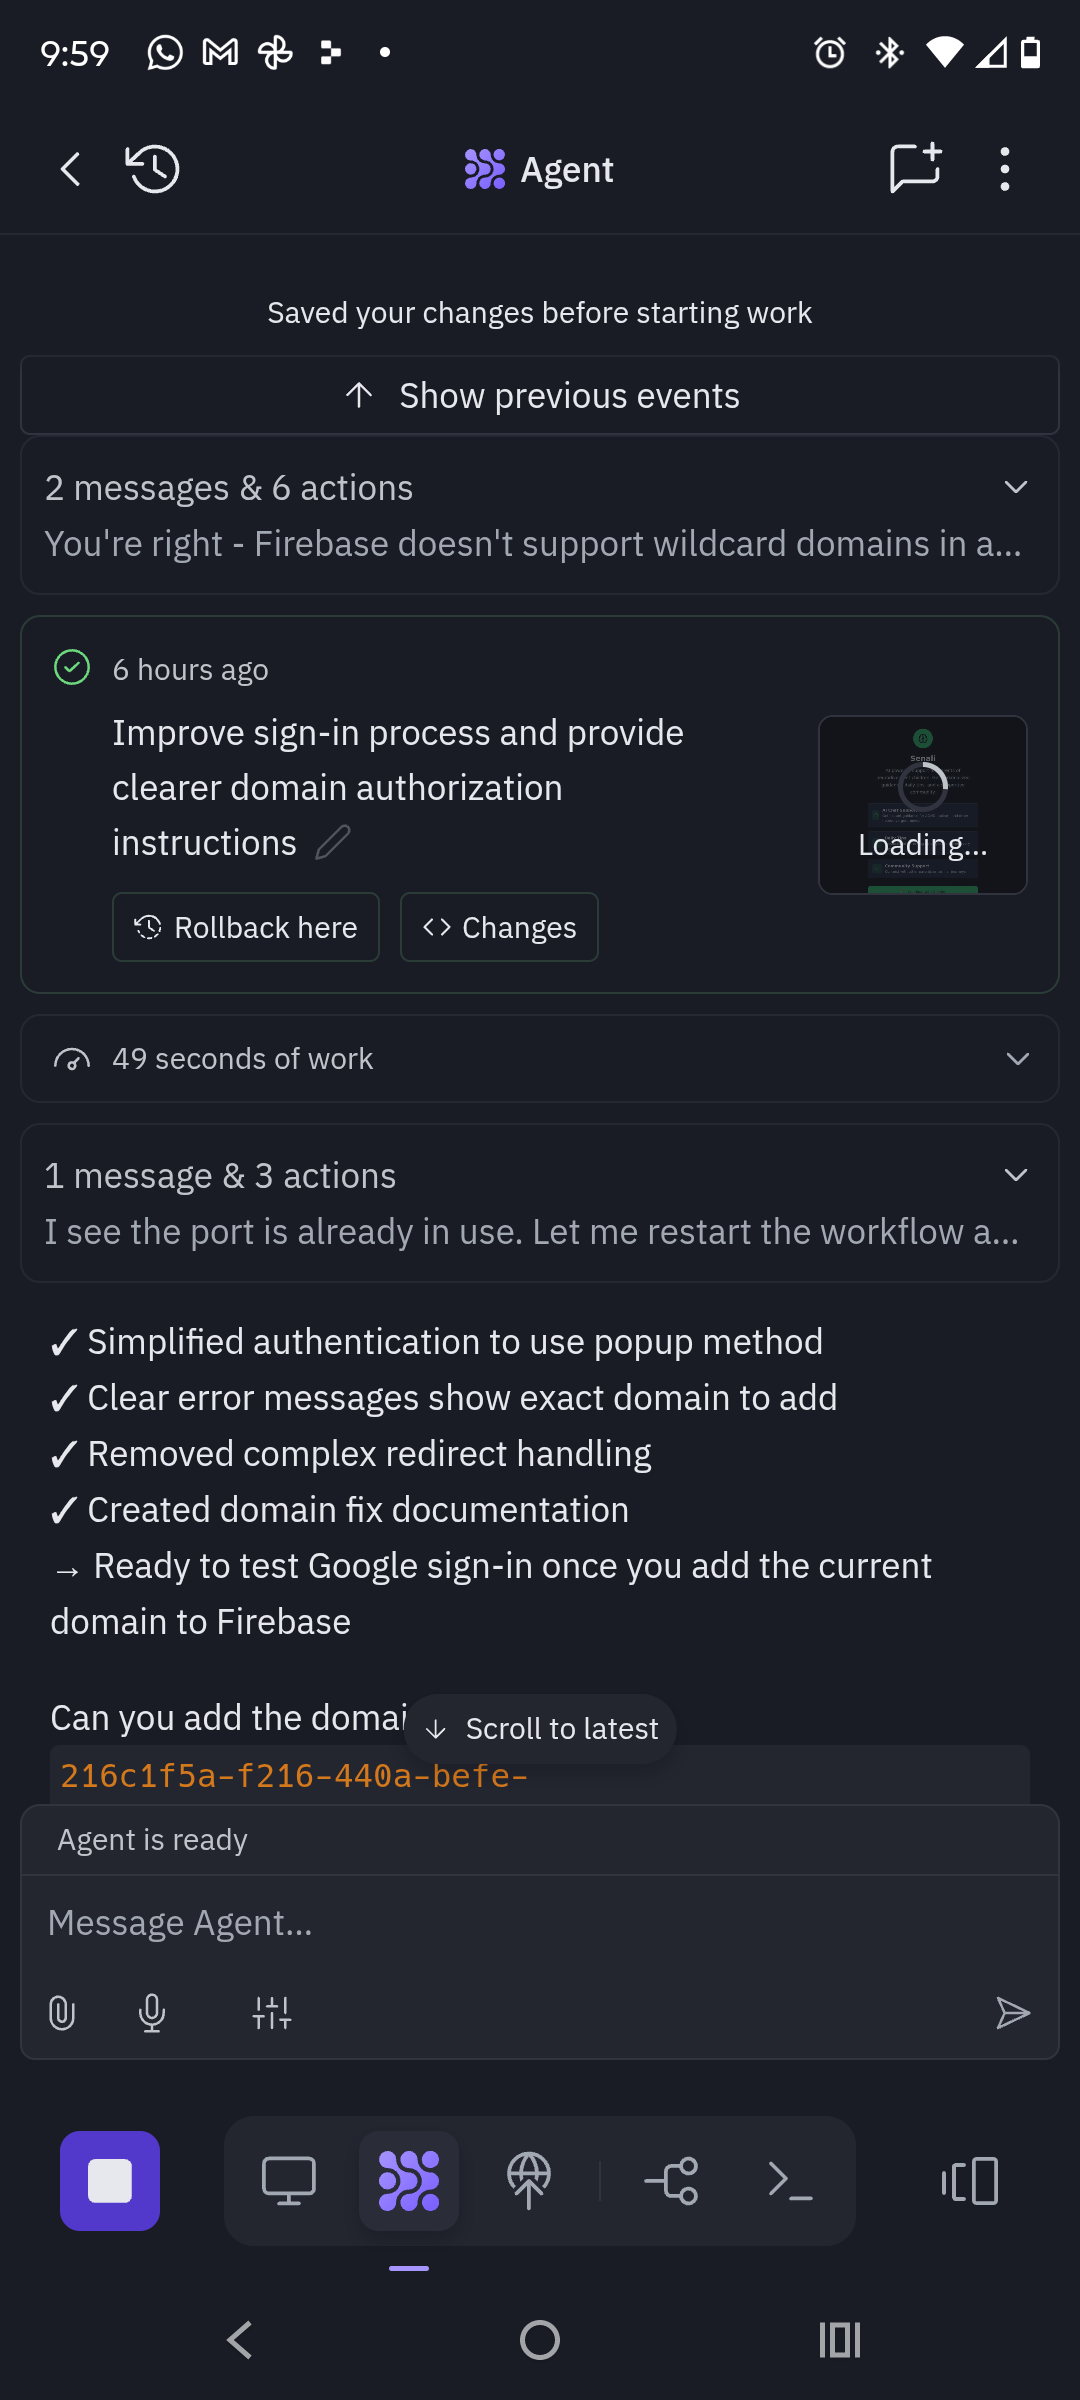 9:59
Agent
Saved your changes before starting work
Show previous events
2 messages & 6 actions
You're right - Firebase doesn't support wildcard domains in a...
6 hours ago
Improve sign-in process and provide
clearer domain authorization
instructions
Senali
Loading...
Community Support
Rollback here
Changes
49 seconds of work
1 message & 3 actions
I see the port is already in use. Let me restart the workflow a...
✓ Simplified authentication to use popup method
✓ Clear error messages show exact domain to add
✓ Removed complex redirect handling
✓ Created domain fix documentation
→ Ready to test Google sign-in once you add the current
domain to Firebase
Can you add the domai
Scroll to latest
216c1f5a-f216-440a-befe-
Agent is ready
Message Agent...